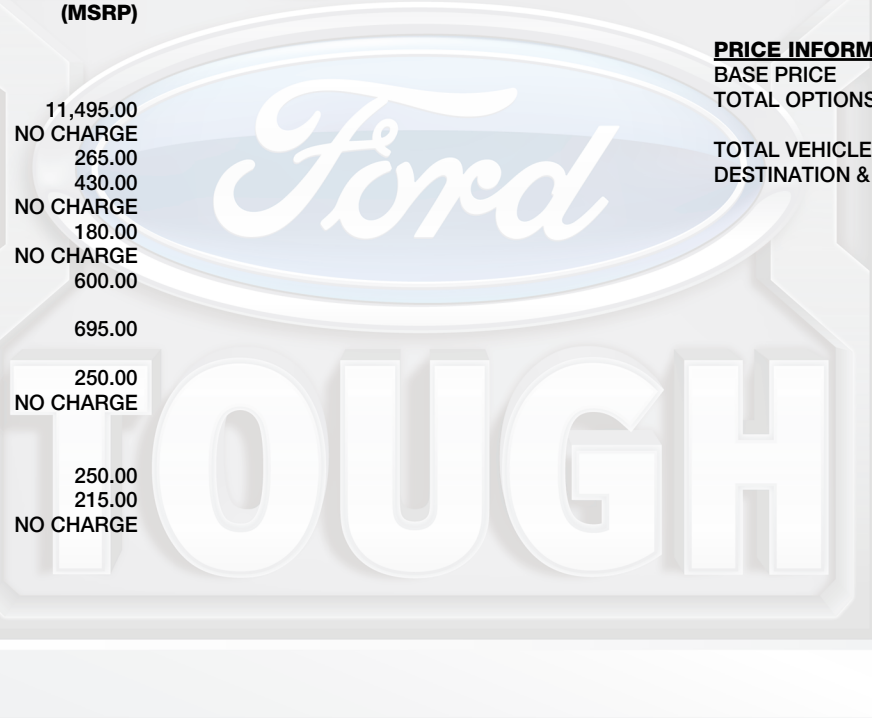 (MSRP)
11,495.00
NO CHARGE
265.00
430.00
NO CHARGE
180.00
NO CHARGE
600.00
695.00
250.00
NO CHARGE
250.00
215.00
NO CHARGE
PRICE INFORM
BASE PRICE
TOTAL OPTIONS
TOTAL VEHICLE
DESTINATION &
Ford
TOUGH